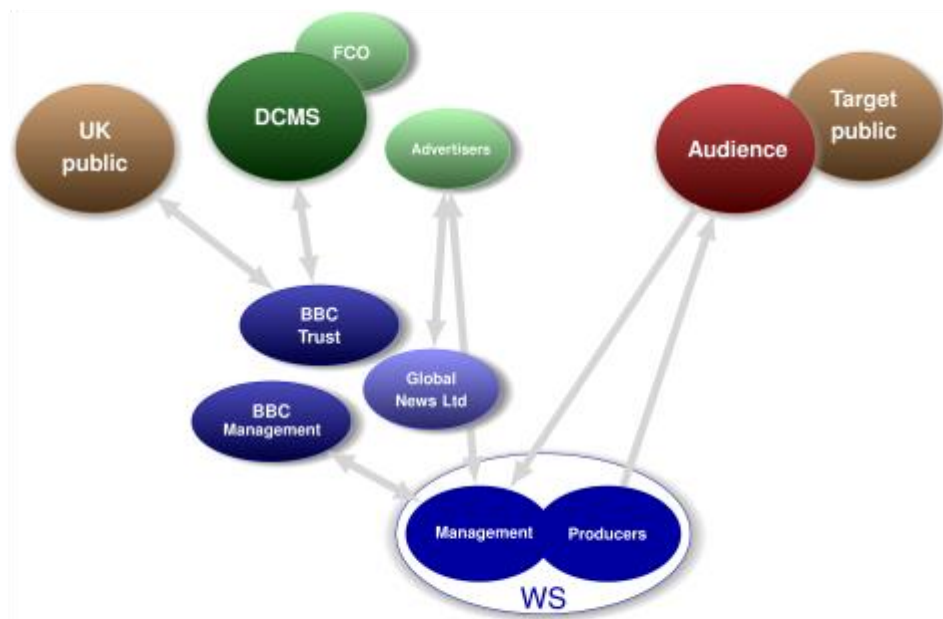 FCO
DCMS
UK
public
Advertisers
Audience
Target
public
BBC
Trust
Global
News Ltd
BBC
Management
Management
Producers
WS